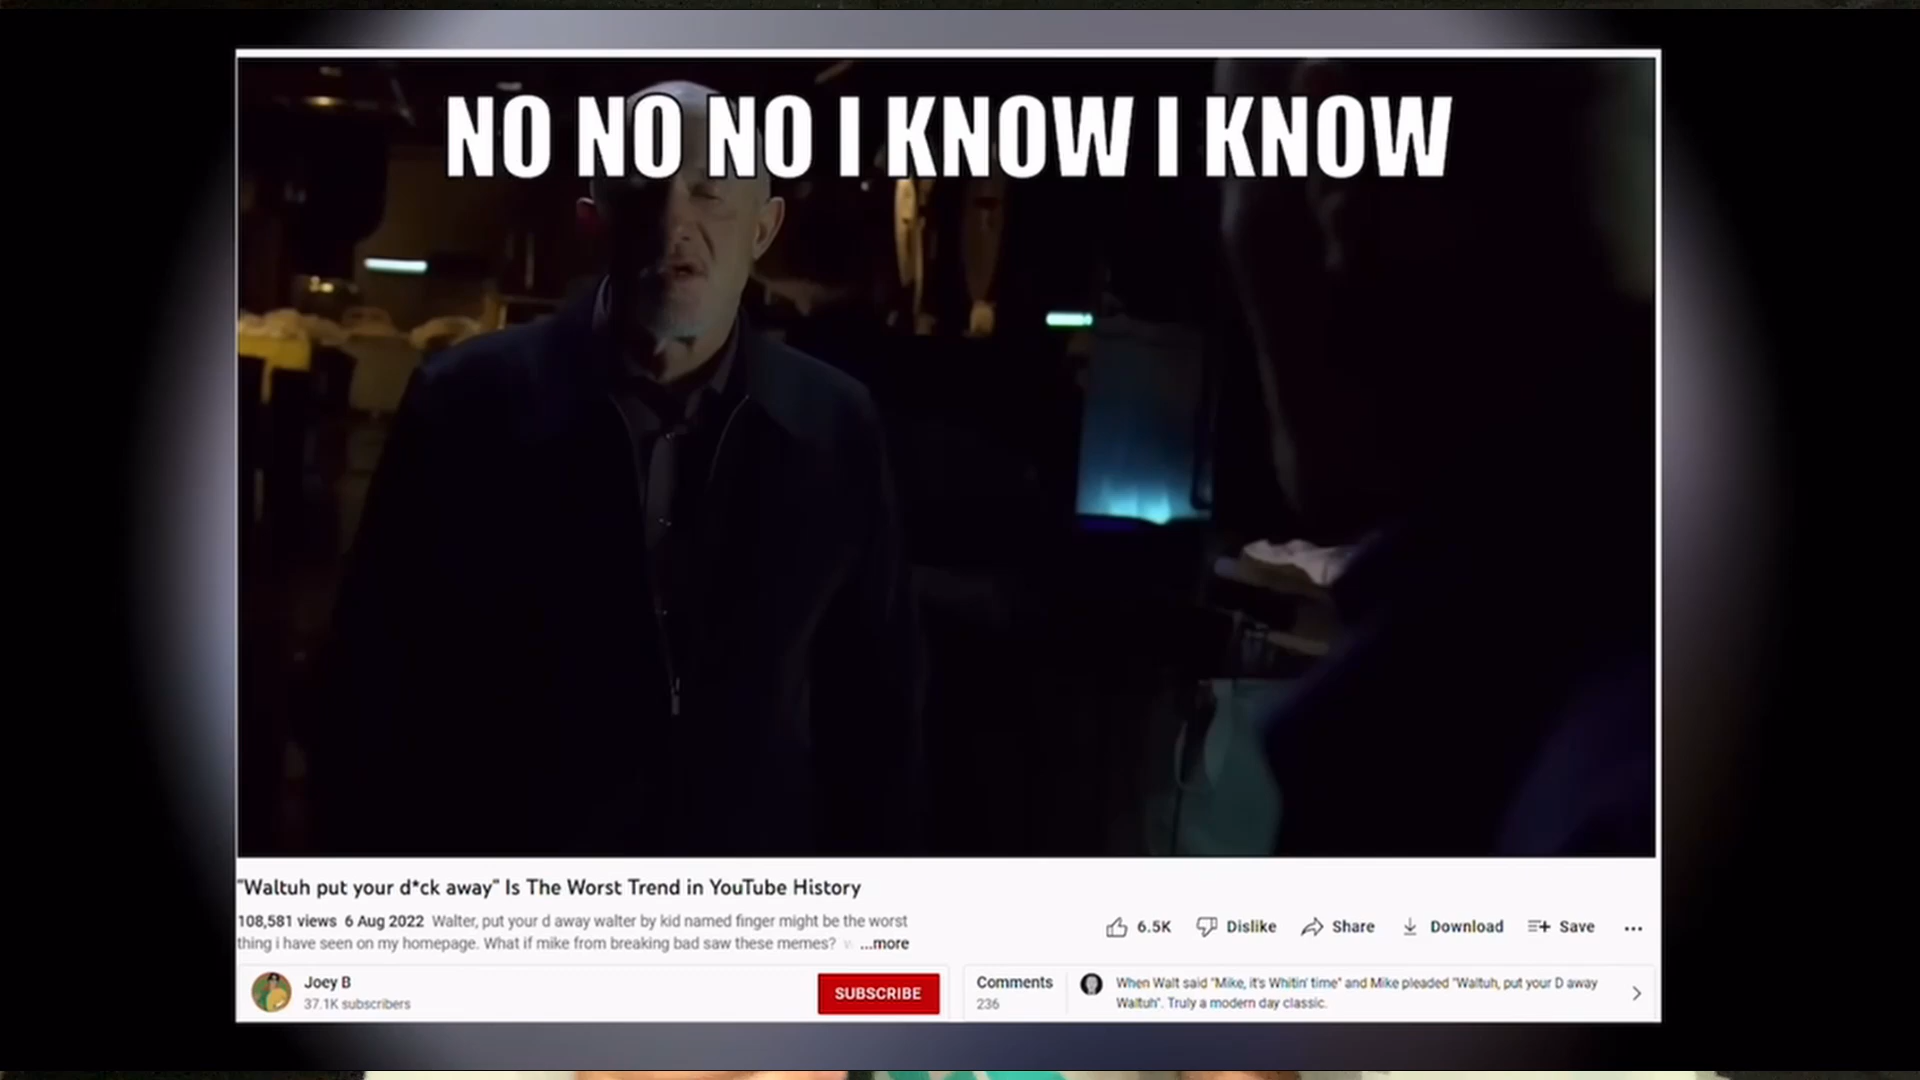 NO NO NO I KNOW I KNOW
"Waltuh put your d*ck away" Is The Worst Trend in YouTube History
108,581 views 6 Aug 2022 Walter, put your d away walter by kid named finger might be the worst
thing i have seen on my homepage. What if mike from breaking bad saw these memes? ...more
6.5K Dislike Share Download Save
Joey B
37.1K subscribers
SUBSCRIBE
Comments
236
When Walt said "Mike, it's Whitin' time" and Mike pleaded "Waltuh, put your D away
Waltuh". Truly a modern day classic.